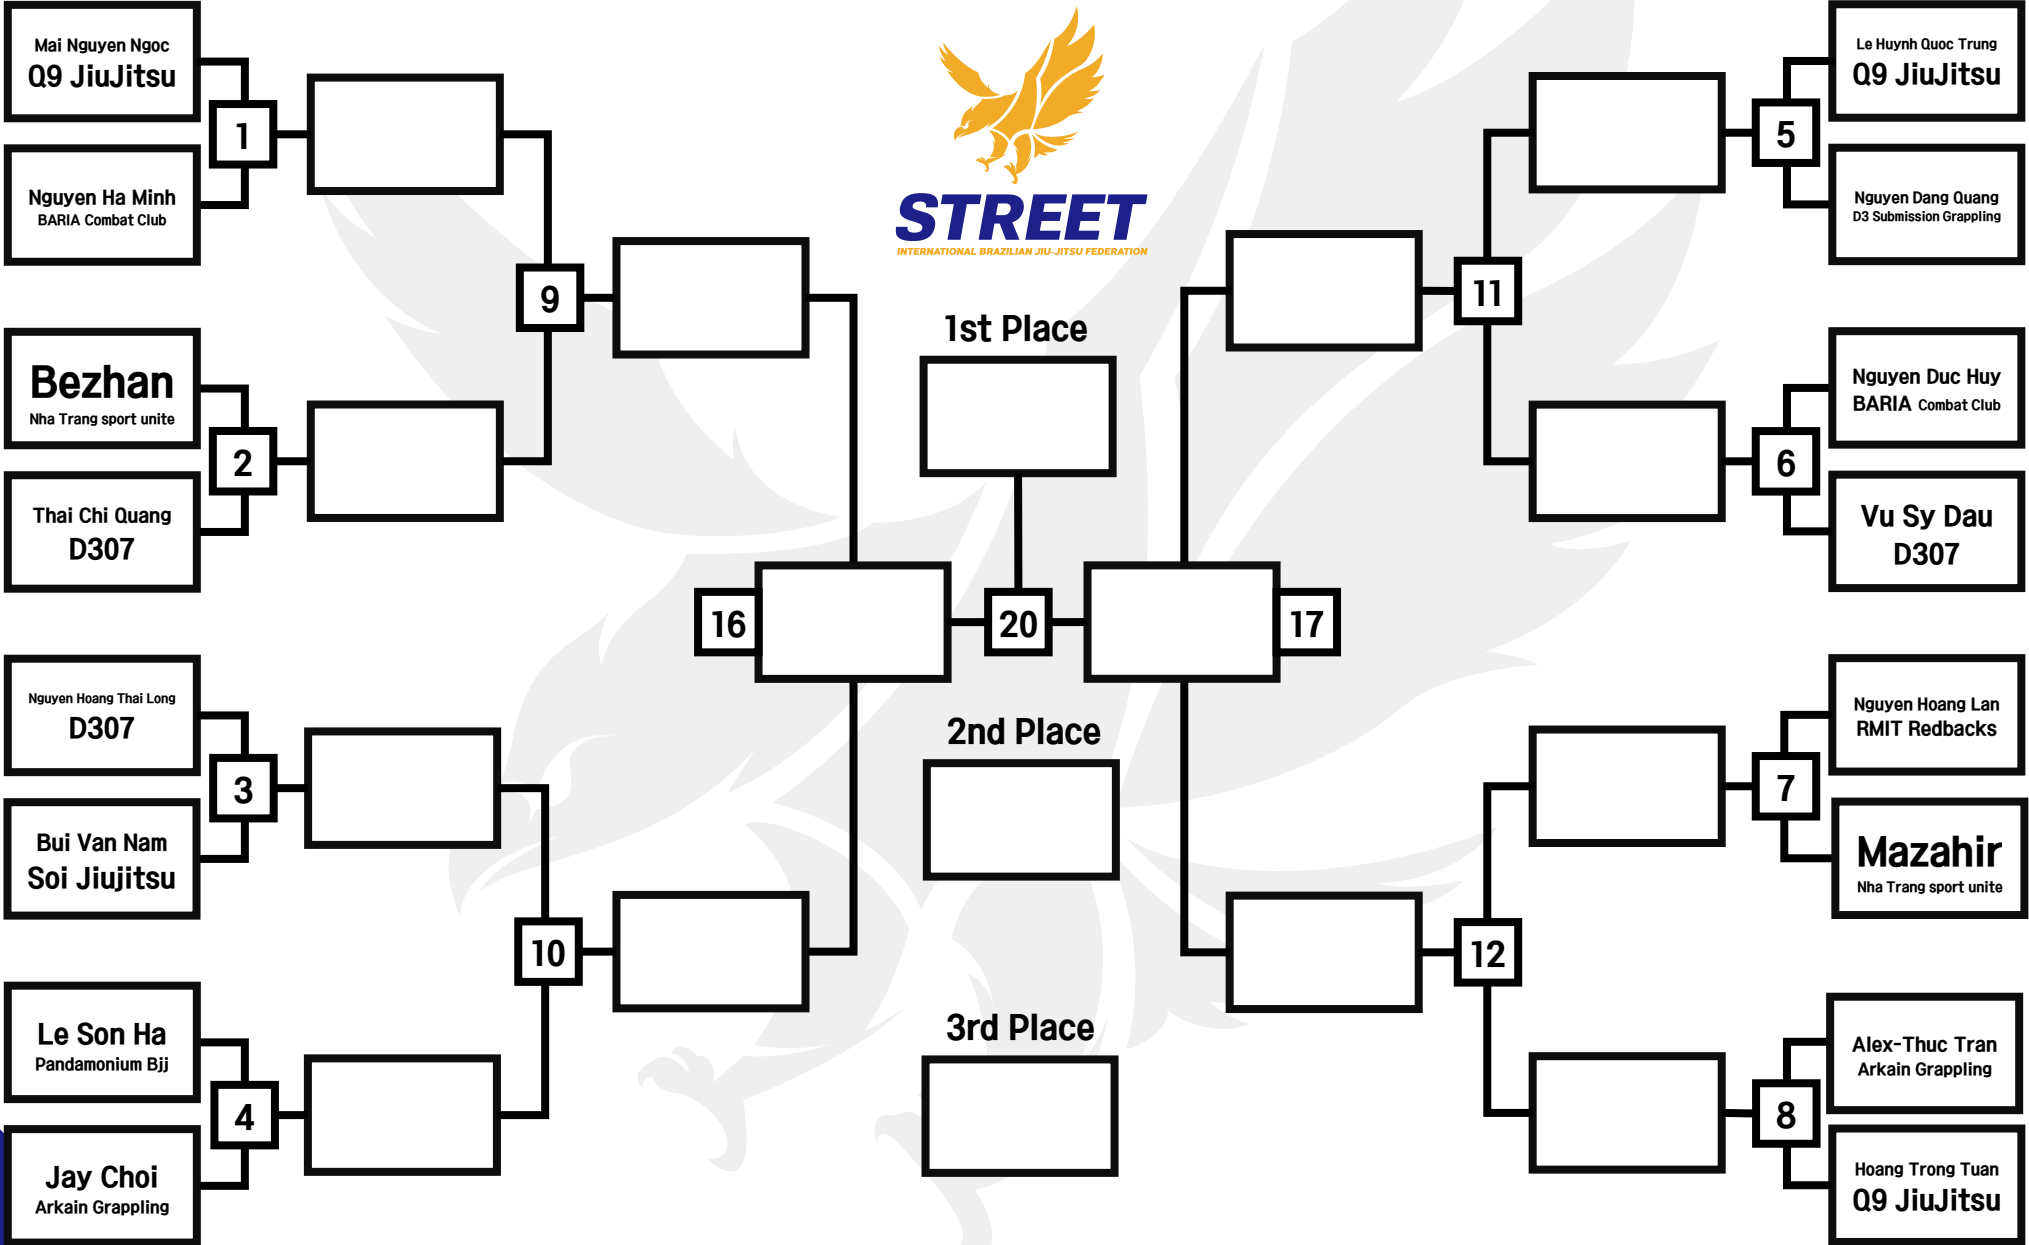 Mai Nguyen Ngoc
Q9 JiuJitsu
1
Nguyen Ha Minh
BARIA Combat Club
9
Bezhan
Nha Trang sport unite
2
Thai Chi Quang
D307
16
Nguyen Hoang Thai Long
D307
3
Bui Van Nam
Soi Jiujitsu
10
Le Son Ha
Pandamonium Bjj
4
Jay Choi
Arkain Grappling
STREET
INTERNATIONAL BRAZILIAN JIU-JITSU FEDERATION
1st Place
20
2nd Place
3rd Place
Le Huynh Quoc Trung
Q9 JiuJitsu
5
Nguyen Dang Quang
D3 Submission Grappling
11
Nguyen Duc Huy
BARIA Combat Club
6
Vu Sy Dau
D307
17
Nguyen Hoang Lan
RMIT Redbacks
7
Mazahir
Nha Trang sport unite
12
Alex-Thuc Tran
Arkain Grappling
8
Hoang Trong Tuan
Q9 JiuJitsu